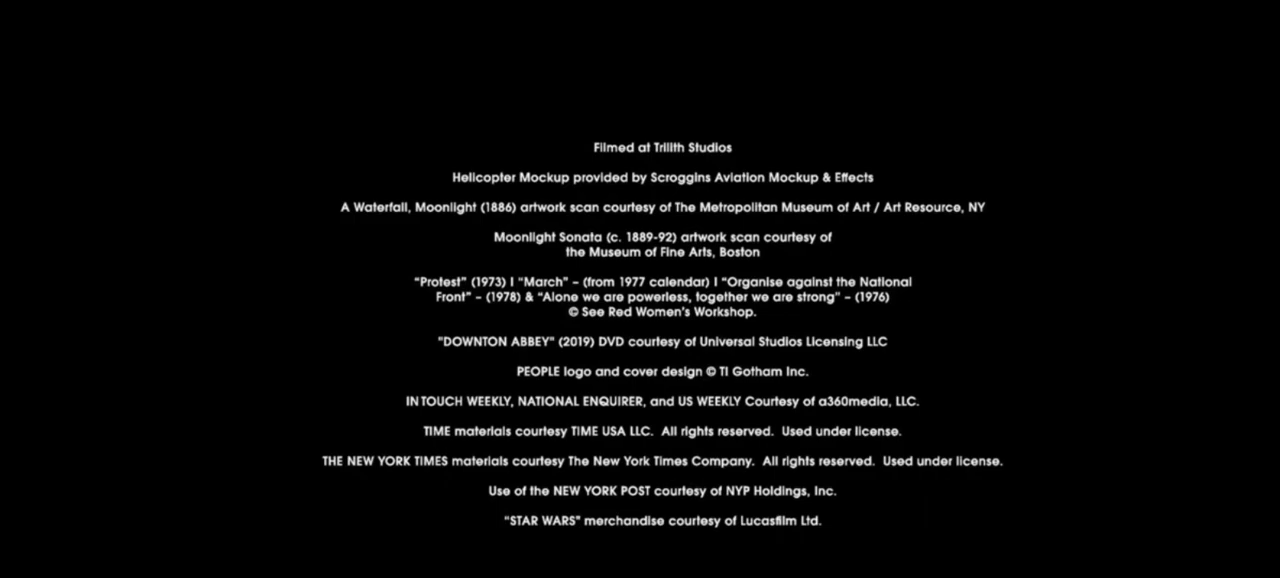 Filmed at Trilith Studios
Helicopter Mockup provided by Scroggins Aviation Mockup & Effects
A Waterfall, Moonlight (1886) artwork scan courtesy of The Metropolitan Museum of Art / Art Resource, NY
Moonlight Sonata (c. 1889-92) artwork scan courtesy of
the Museum of Fine Arts, Boston
“Protest” (1973) I “March” – (from 1977 calendar) I “Organise against the National
Front” – (1978) & “Alone we are powerless, together we are strong” – (1976)
© See Red Women's Workshop.
"DOWNTON ABBEY" (2019) DVD courtesy of Universal Studios Licensing LLC
PEOPLE logo and cover design © TI Gotham Inc.
IN TOUCH WEEKLY, NATIONAL ENQUIRER, and US WEEKLY Courtesy of a360media, LLC.
TIME materials courtesy TIME USA LLC.  All rights reserved.  Used under license.
THE NEW YORK TIMES materials courtesy The New York Times Company.  All rights reserved.  Used under license.
Use of the NEW YORK POST courtesy of NYP Holdings, Inc.
“STAR WARS” merchandise courtesy of Lucasfilm Ltd.